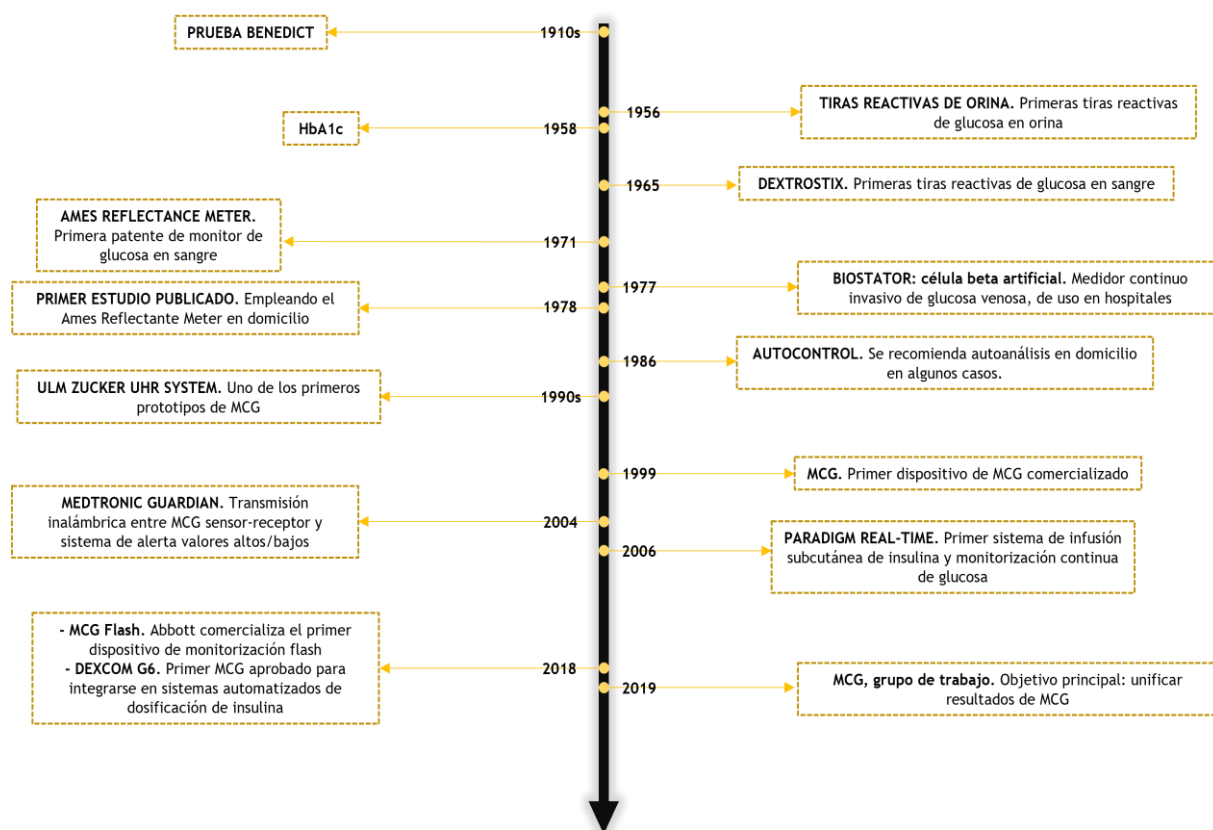 PRUEBA BENEDICT
1910s
1956
TIRAS REACTIVAS DE ORINA. Primeras tiras reactivas
de glucosa en orina
HbA1c
1958
1965
DEXTROSTIX. Primeras tiras reactivas de glucosa en sangre
AMES REFLECTANCE METER.
Primera patente de monitor de
glucosa en sangre
1971
1977
BIOSTATOR: célula beta artificial. Medidor continuo
invasivo de glucosa venosa, de uso en hospitales
PRIMER ESTUDIO PUBLICADO. Empleando el
Ames Reflectante Meter en domicilio
1978
1986
AUTOCONTROL. Se recomienda autoanálisis en domicilio
en algunos casos.
ULM ZUCKER UHR SYSTEM. Uno de los primeros
prototipos de MCG
1990s
1999
MCG. Primer dispositivo de MCG comercializado
MEDTRONIC GUARDIAN. Transmisión
inalámbrica entre MCG sensor-receptor y
sistema de alerta valores altos/bajos
2004
2006
PARADIGM REAL-TIME. Primer sistema de infusión
subcutánea de insulina y monitorización continua
de glucosa
- MCG Flash. Abbott comercializa el primer
dispositivo de monitorización flash
- DEXCOM G6. Primer MCG aprobado para
integrarse en sistemas automatizados de
dosificación de insulina
2018
2019
MCG, grupo de trabajo. Objetivo principal: unificar
resultados de MCG